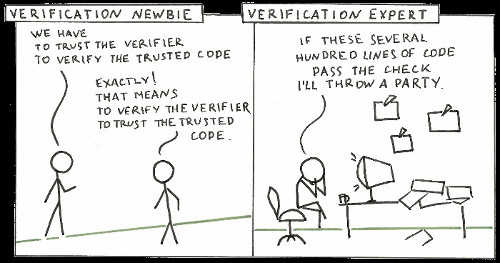 VERIFICATION NEWBIE
WE HAVE
TO TRUST THE VERIFIER
TO VERIFY THE TRUSTED CODE
EXACTLY!
THAT MEANS
TO VERIFY THE VERIFIER
TO TRUST THE TRUSTED
CODE.
VERIFICATION EXPERT
IF THESE SEVERAL
HUNDRED LINES OF CODE
PASS THE CHECK
I'LL THROW A PARTY.